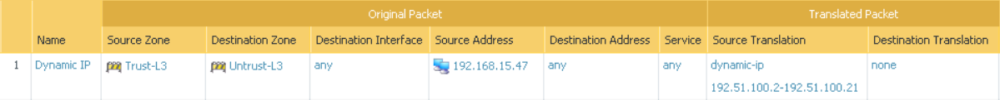 Original Packet Translated Packet
Name Source Zone Destination Zone Destination Interface Source Address Destination Address Service Source Translation Destination Translation
1 Dynamic IP Trust-L3 Untrust-L3 any 192.168.15.47 any any dynamic-ip none
192.51.100.2-192.51.100.21